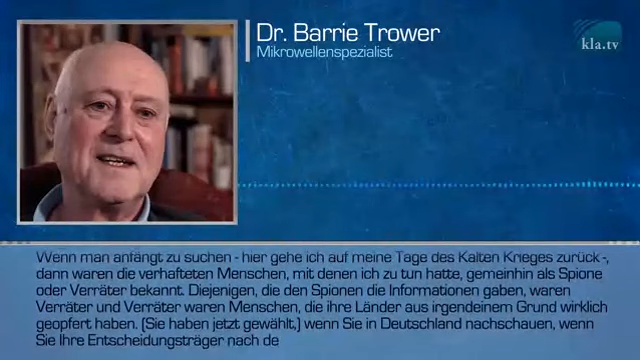 Dr. Barrie Trower
Mikrowellenspezialist
kla.tv
Wenn man anfängt zu suchen - hier gehe ich auf meine Tage des Kalten Krieges zurück -,
dann waren die verhafteten Menschen, mit denen ich zu tun hatte, gemeinhin als Spione
oder Verräter bekannt. Diejenigen, die den Spionen die Informationen gaben, waren
Verräter und Verräter waren Menschen, die ihre Länder aus irgendeinem Grund wirklich
geopfert haben. (Sie haben jetzt gewählt,) wenn Sie in Deutschland nachschauen, wenn
Sie Ihre Entscheidungsträger nach de